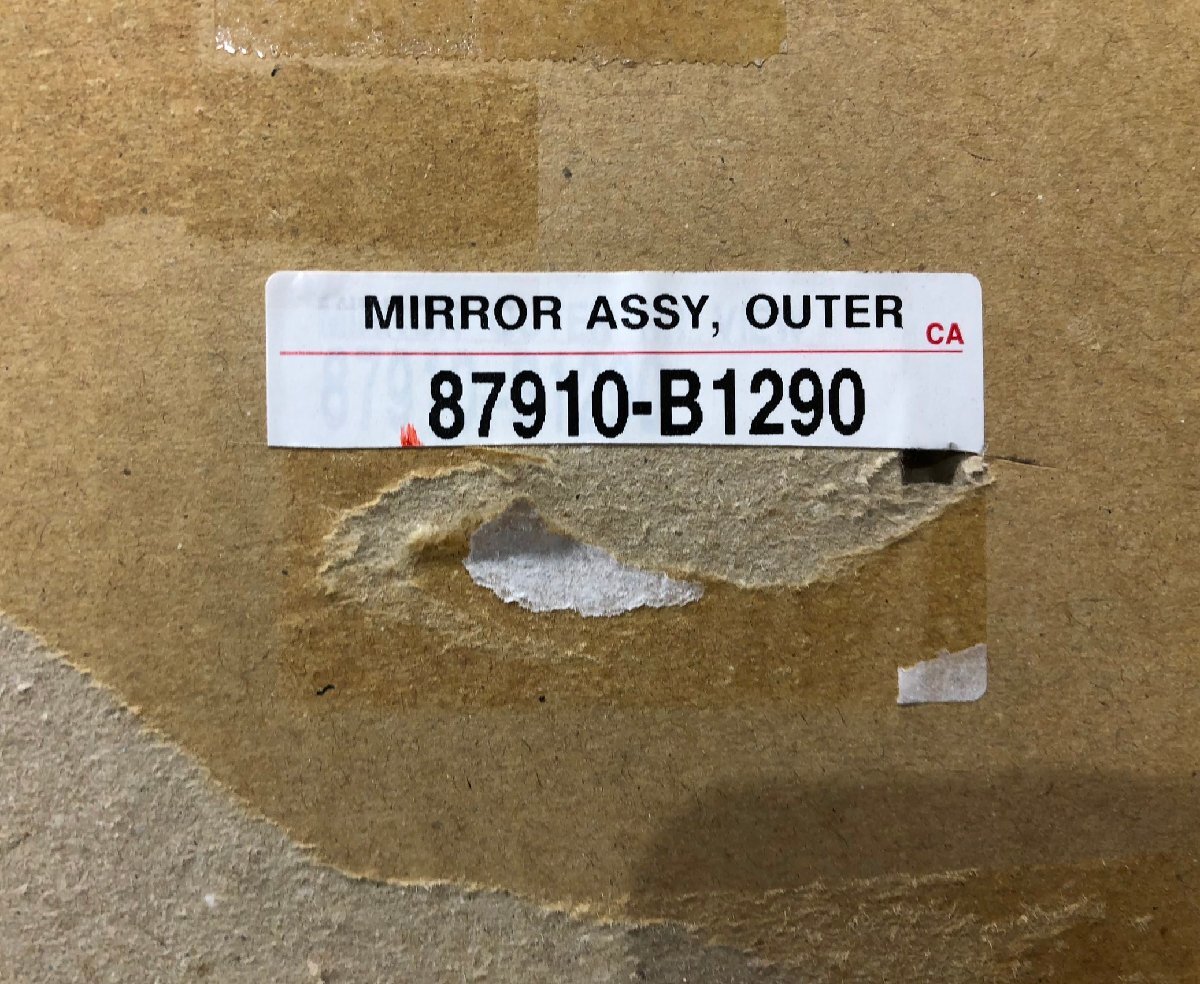 MIRROR ASSY, OUTER
CA
87910-B1290